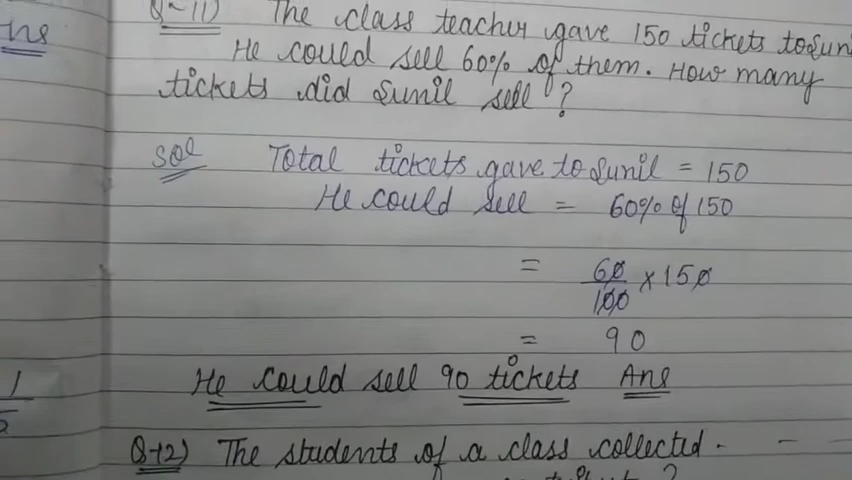 Q-11) The class teacher gave 150 tickets to Sun
ns
He could sell 60% of them. How many
tickets did Sunil sell?
Sol Total tickets gave to Sunil = 150
He could sell = 60% of 150
= 60/100 × 150
= 90
He could sell 90 tickets Ans
1
Q-12) The students of a class collected - - -
?